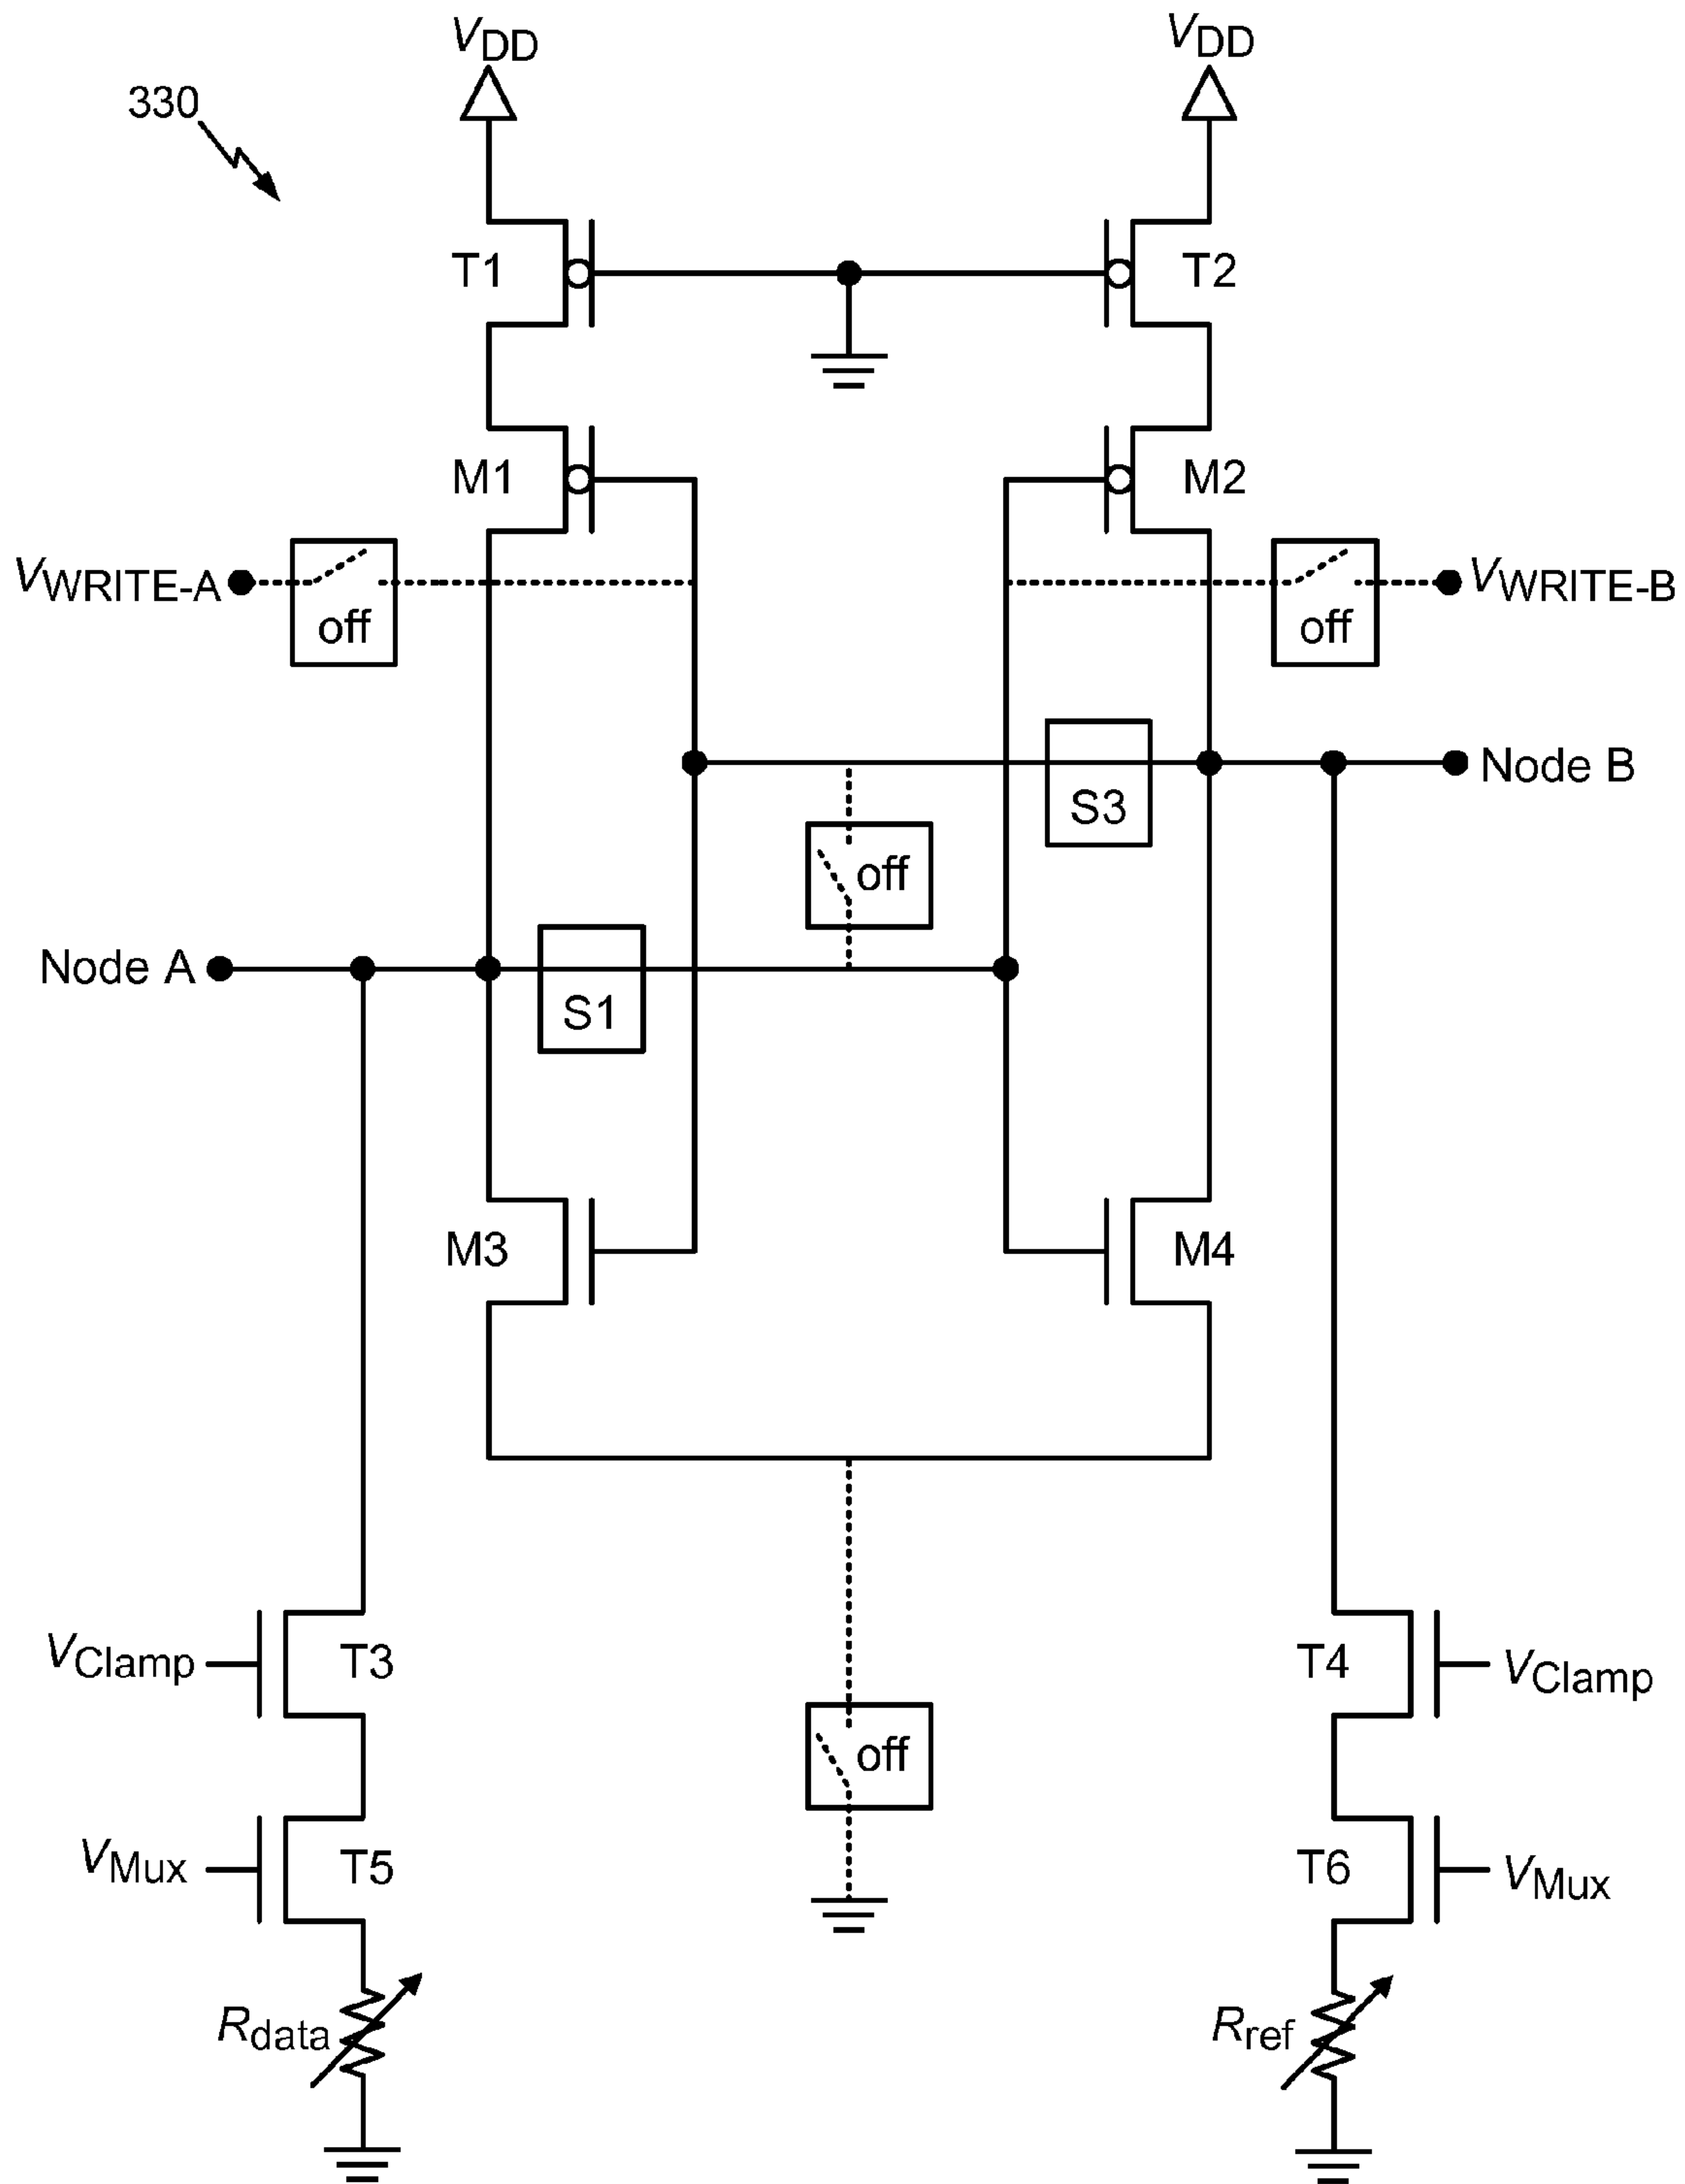 VDD VDD
330
T1 T2
M1 M2
VWRITE-A off off VWRITE-B
S3 Node B
off
Node A S1
M3 M4
VClamp T3 T4 VClamp
off
VMux T5 T6 VMux
Rdata Rref